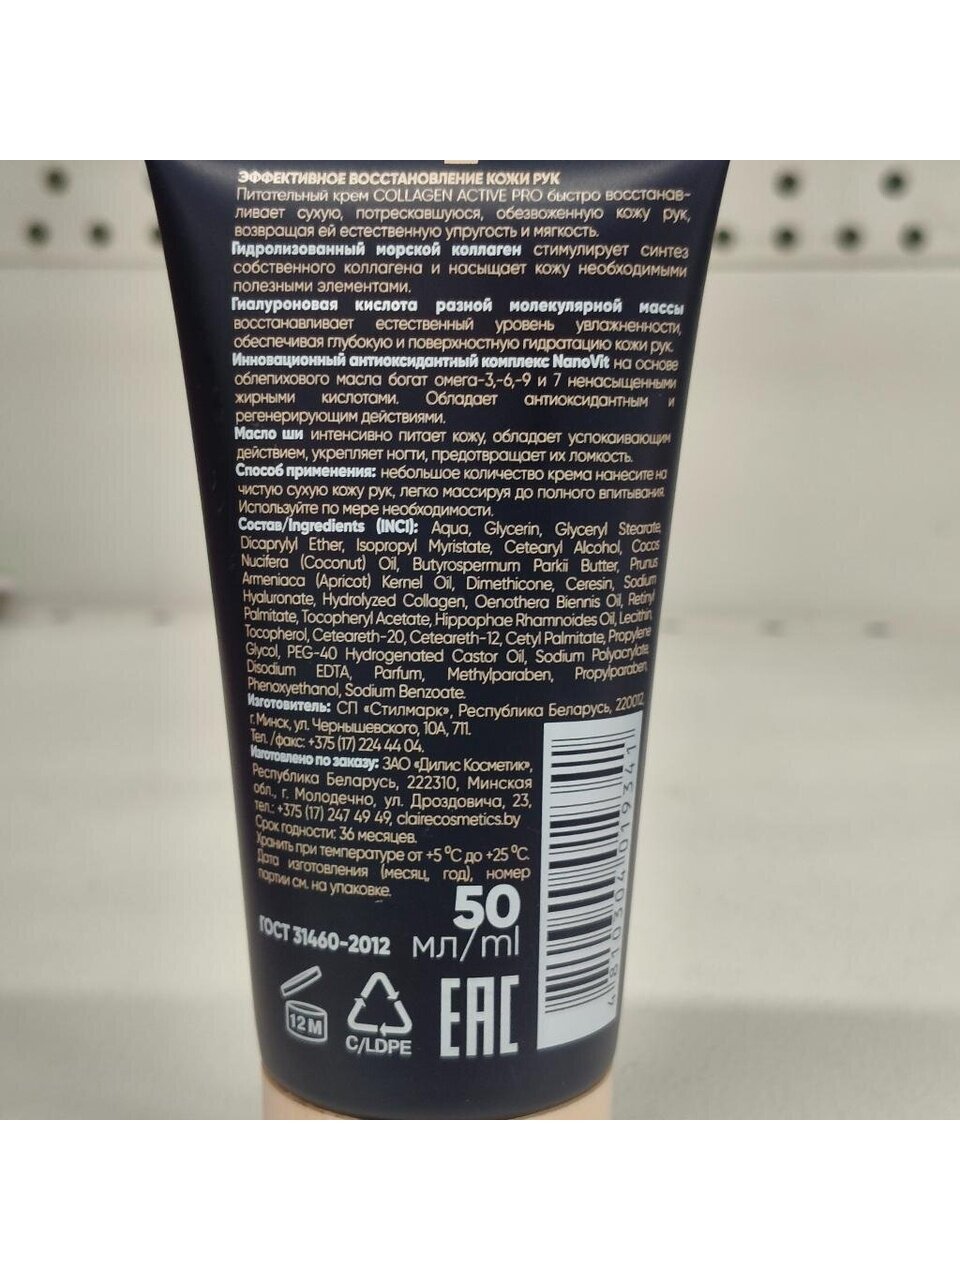 ЭФФЕКТИВНОЕ ВОССТАНОВЛЕНИЕ КОЖИ РУК
Питательный крем COLLAGEN ACTIVE PRO быстро восстанав-
ливает сухую, потрескавшуюся, обезвоженную кожу рук,
возвращая ей естественную упругость и мягкость.
Гидролизованный морской коллаген стимулирует синтез
собственного коллагена и насыщает кожу необходимыми
полезными элементами.
Гиалуроновая кислота разной молекулярной массы
восстанавливает естественный уровень увлажненности,
обеспечивая глубокую и поверхностную гидратацию кожи рук.
Инновационный антиоксидантный комплекс NanoVit на основе
облепихового масла богат омега-3,-6,-9 и 7 ненасыщенными
жирными кислотами. Обладает антиоксидантным и
регенерирующим действиями.
Масло ши интенсивно питает кожу, обладает успокаивающим
действием, укрепляет ногти, предотвращает их ломкость.
Способ применения: небольшое количество крема нанесите на
чистую сухую кожу рук, легко массируя до полного впитывания.
Используйте по мере необходимости.
Состав/Ingredients (INCI): Aqua, Glycerin, Glyceryl Stearate,
Dicaprylyl Ether, Isopropyl Myristate, Cetearyl Alcohol, Cocos
Nucifera (Coconut) Oil, Butyrospermum Parkii Butter, Prunus
Armeniaca (Apricot) Kernel Oil, Dimethicone, Ceresin, Sodium
Hyaluronate, Hydrolyzed Collagen, Oenothera Biennis Oil, Retinyl
Palmitate, Tocopheryl Acetate, Hippophae Rhamnoides Oil, Lecithin,
Tocopherol, Ceteareth-20, Ceteareth-12, Cetyl Palmitate, Propylene
Glycol, PEG-40 Hydrogenated Castor Oil, Sodium Polyacrylate,
Disodium EDTA, Parfum, Methylparaben, Propylparaben,
Phenoxyethanol, Sodium Benzoate.
Изготовитель: СП «Стилмарк», Республика Беларусь, 220012,
г. Минск, ул. Чернышевского, 10А, 711.
Тел. /факс: +375 (17) 224 44 04.
Изготовлено по заказу: ЗАО «Дилис Косметик»,
Республика Беларусь, 222310, Минская
обл., г. Молодечно, ул. Дроздовича, 23,
тел.: +375 (17) 247 49 49, clairecosmetics.by
Срок годности: 36 месяцев.
Хранить при температуре от +5 °С до +25 °С.
Дата изготовления (месяц, год), номер
партии см. на упаковке.
50
мл/ml
ГОСТ 31460-2012
12 M
C/LDPE
EAC
4 810304 019341